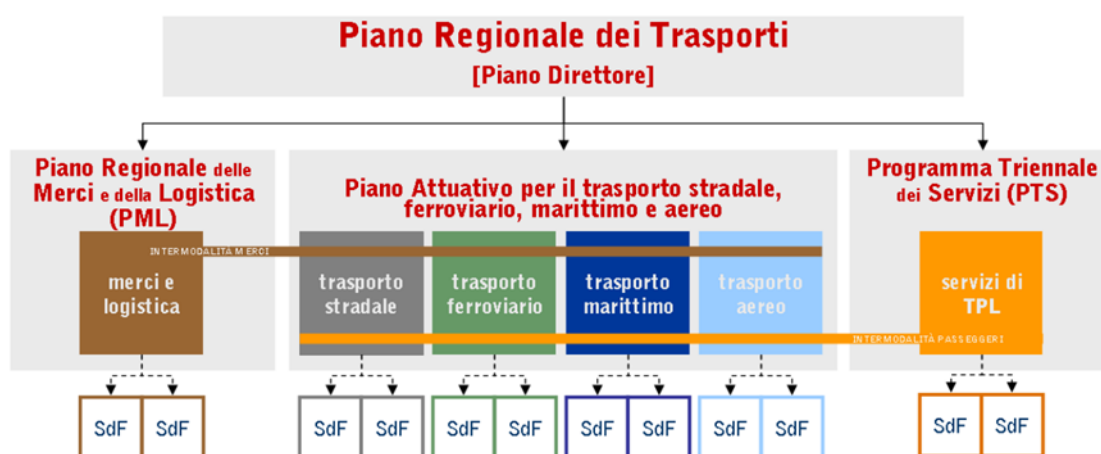 Piano Regionale dei Trasporti
[Piano Direttore]
Piano Regionale delle
Merci e della Logistica
(PML)
Piano Attuativo per il trasporto stradale,
ferroviario, marittimo e aereo
Programma Triennale
dei Servizi (PTS)
INTERMODALITÀ MERCI
merci e
logistica
trasporto
stradale
trasporto
ferroviario
trasporto
marittimo
trasporto
aereo
servizi di
TPL
INTERMODALITÀ PASSEGGERI
SdF SdF
SdF SdF
SdF SdF
SdF SdF
SdF SdF
SdF SdF